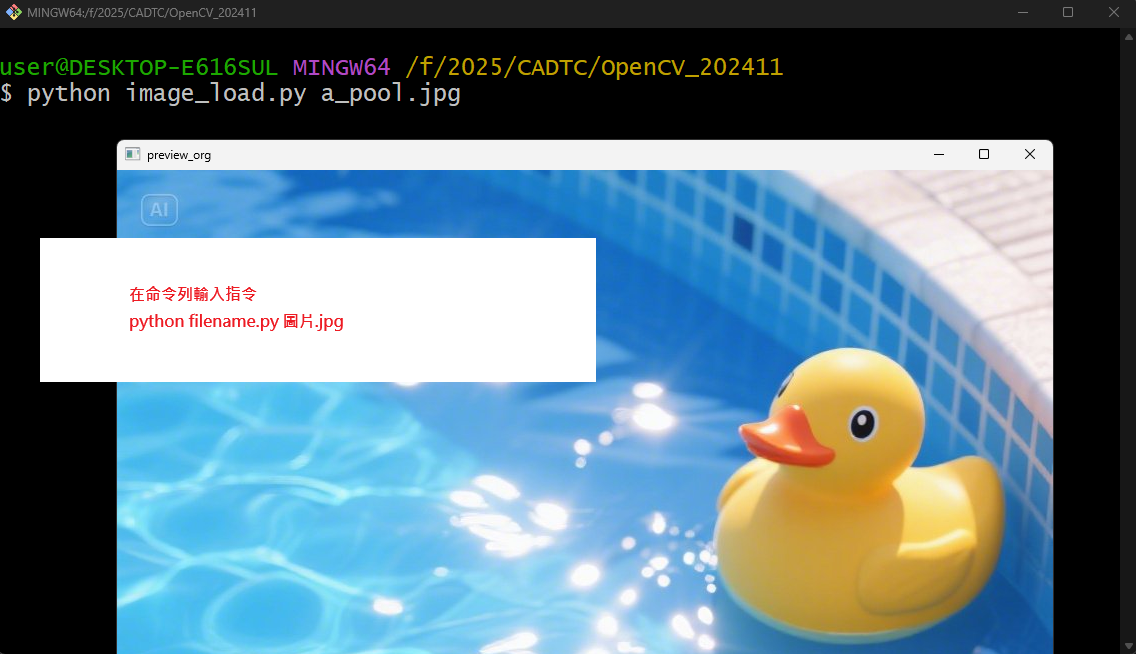 MINGW64:/f/2025/CADTC/OpenCV_202411
user@DESKTOP-E616SUL MINGW64 /f/2025/CADTC/OpenCV_202411
$ python image_load.py a_pool.jpg
preview_org
AI
在命令列輸入指令
python filename.py 圖片.jpg